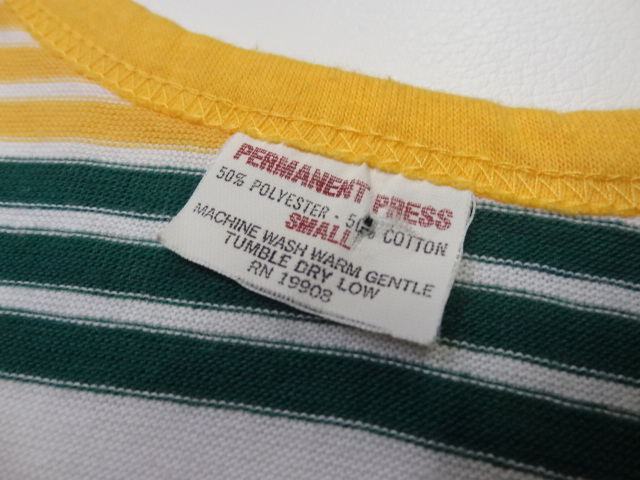 PERMANENT PRESS
50% POLYESTER - 50% COTTON
SMALL
MACHINE WASH WARM GENTLE
TUMBLE DRY LOW
RN 19908